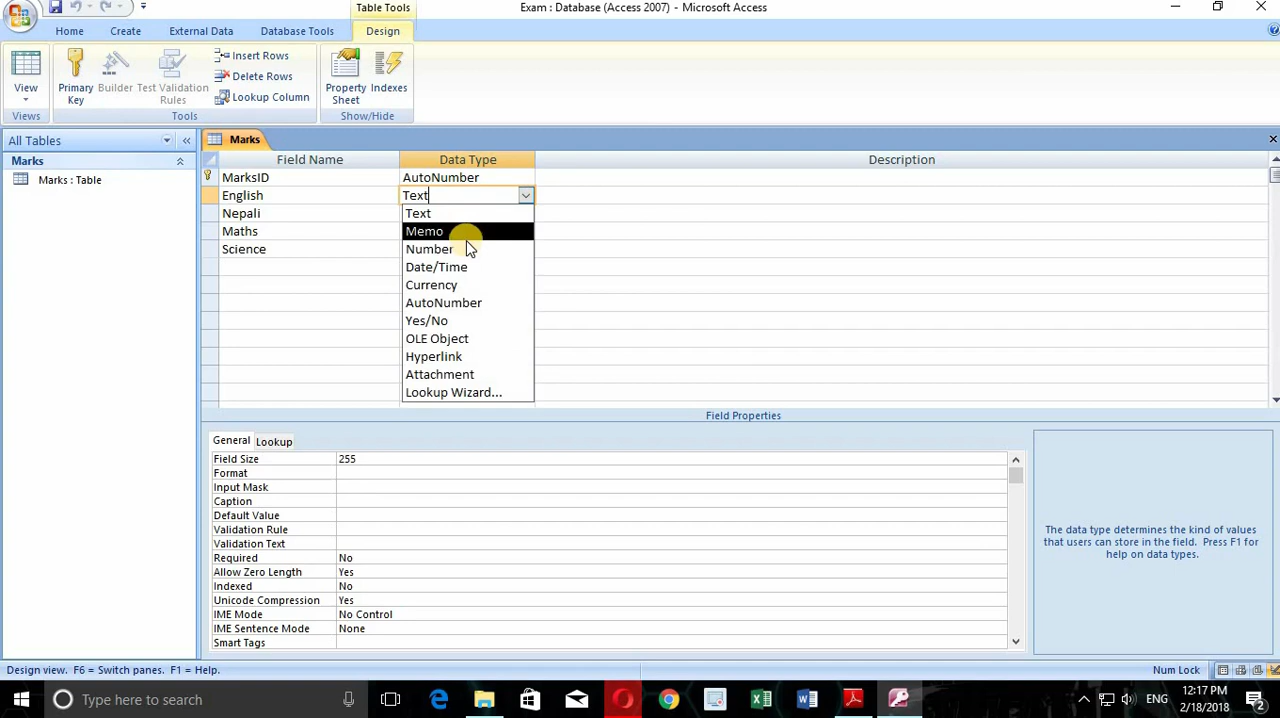 Table Tools
Exam : Database (Access 2007) - Microsoft Access
Home Create External Data Database Tools Design
View
Primary Key
Builder
Test Validation Rules
Insert Rows
Delete Rows
Lookup Column
Property Sheet
Indexes
Views
Tools
Show/Hide
All Tables
Marks
Marks : Table
Marks
Field Name Data Type Description
MarksID AutoNumber
English Text
Nepali
Maths
Science
Text
Memo
Number
Date/Time
Currency
AutoNumber
Yes/No
OLE Object
Hyperlink
Attachment
Lookup Wizard...
Field Properties
General Lookup
Field Size 255
Format
Input Mask
Caption
Default Value
Validation Rule
Validation Text
Required No
Allow Zero Length Yes
Indexed No
Unicode Compression Yes
IME Mode No Control
IME Sentence Mode None
Smart Tags
The data type determines the kind of values
that users can store in the field. Press F1 for
help on data types.
Design view. F6 = Switch panes. F1 = Help.
Num Lock
Type here to search
ENG
12:17 PM
2/18/2018
2